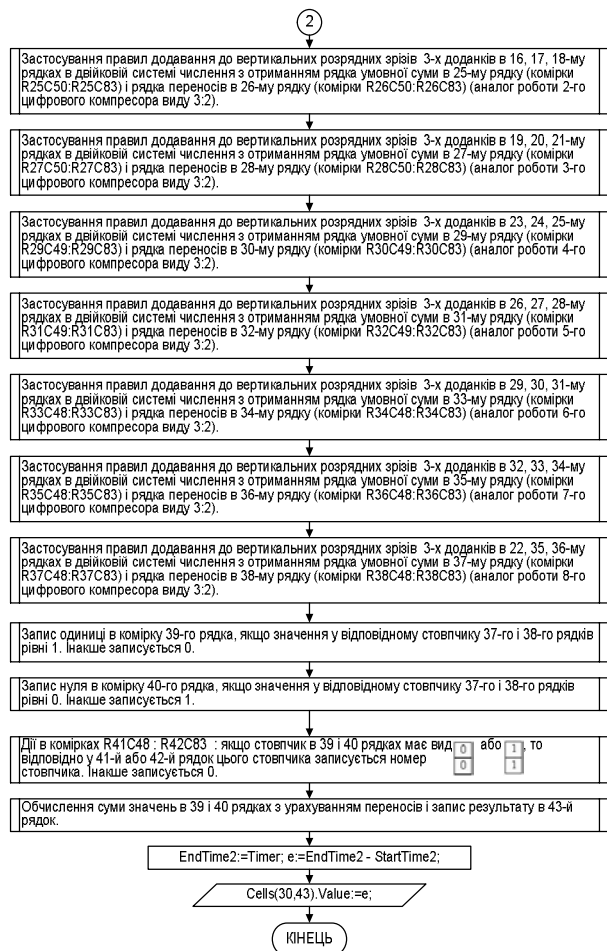 2
Застосування правил додавання до вертикальних розрядних зрізів 3-х доданків в 16, 17, 18-му
рядках в двійковій системі числення з отриманням рядка умовної суми в 25-му рядку (комірки
R25C50:R25C83) і рядка переносів в 26-му рядку (комірки R26C50:R26C83) (аналог роботи 2-го
цифрового компресора виду 3:2).
Застосування правил додавання до вертикальних розрядних зрізів 3-х доданків в 19, 20, 21-му
рядках в двійковій системі числення з отриманням рядка умовної суми в 27-му рядку (комірки
R27C50:R27C83) і рядка переносів в 28-му рядку (комірки R28C50:R28C83) (аналог роботи 3-го
цифрового компресора виду 3:2).
Застосування правил додавання до вертикальних розрядних зрізів 3-х доданків в 23, 24, 25-му
рядках в двійковій системі числення з отриманням рядка умовної суми в 29-му рядку (комірки
R29C49:R29C83) і рядка переносів в 30-му рядку (комірки R30C49:R30C83) (аналог роботи 4-го
цифрового компресора виду 3:2).
Застосування правил додавання до вертикальних розрядних зрізів 3-х доданків в 26, 27, 28-му
рядках в двійковій системі числення з отриманням рядка умовної суми в 31-му рядку (комірки
R31C49:R31C83) і рядка переносів в 32-му рядку (комірки R32C49:R32C83) (аналог роботи 5-го
цифрового компресора виду 3:2).
Застосування правил додавання до вертикальних розрядних зрізів 3-х доданків в 29, 30, 31-му
рядках в двійковій системі числення з отриманням рядка умовної суми в 33-му рядку (комірки
R33C48:R33C83) і рядка переносів в 34-му рядку (комірки R34C48:R34C83) (аналог роботи 6-го
цифрового компресора виду 3:2).
Застосування правил додавання до вертикальних розрядних зрізів 3-х доданків в 32, 33, 34-му
рядках в двійковій системі числення з отриманням рядка умовної суми в 35-му рядку (комірки
R35C48:R35C83) і рядка переносів в 36-му рядку (комірки R36C48:R36C83) (аналог роботи 7-го
цифрового компресора виду 3:2).
Застосування правил додавання до вертикальних розрядних зрізів 3-х доданків в 22, 35, 36-му
рядках в двійковій системі числення з отриманням рядка умовної суми в 37-му рядку (комірки
R37C48:R37C83) і рядка переносів в 38-му рядку (комірки R38C48:R38C83) (аналог роботи 8-го
цифрового компресора виду 3:2).
Запис одиниці в комірку 39-го рядка, якщо значення у відповідному стовпчику 37-го і 38-го рядків
рівні 1. Інакше записується 0.
Запис нуля в комірку 40-го рядка, якщо значення у відповідному стовпчику 37-го і 38-го рядків
рівні 0. Інакше записується 1.
Дії в комірках R41C48 : R42C83 : якщо стовпчик в 39 і 40 рядках має вид 0 або 1 , то
відповідно у 41-й або 42-й рядок цього стовпчика записується номер 0 1
стовпчика. Інакше записується 0.
Обчислення суми значень в 39 і 40 рядках з урахуванням переносів і запис результату в 43-й
рядок.
EndTime2:=Timer; e:=EndTime2 - StartTime2;
Cells(30,43).Value:=e;
КІНЕЦЬ